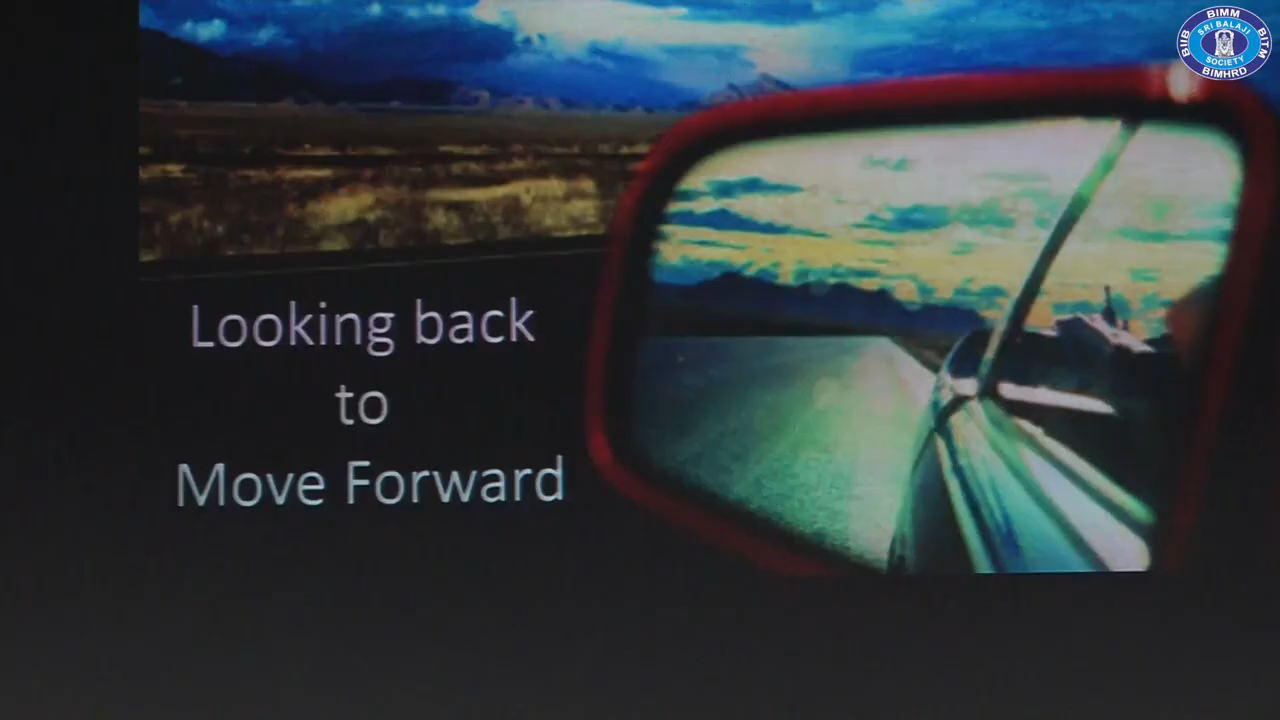 Looking back
to
Move Forward
BIMM
BIIB
SRI BALAJI
SOCIETY
BITM
BIMHRD